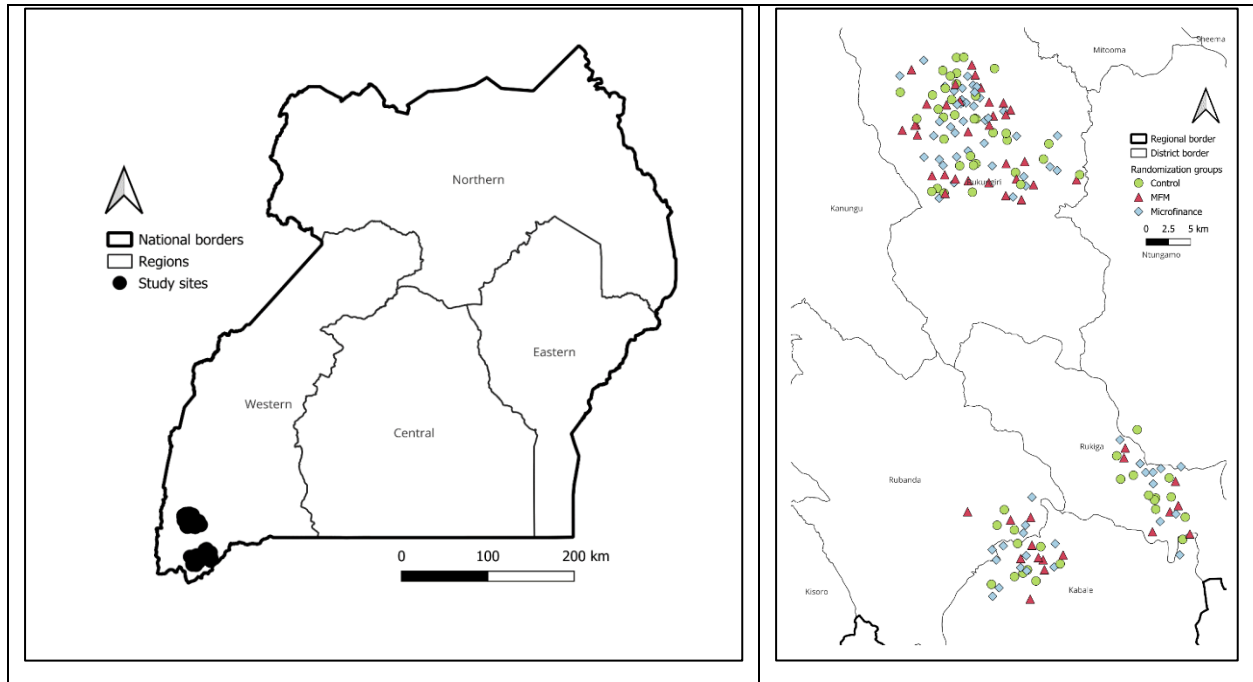 Northern
National borders
Regions
Study sites
Eastern
Western
Central
0 100 200 km
Sheema
Mitooma
Regional border
District border
Randomization groups
Control
MFM
Microfinance
0 2.5 5 km
Ntungamo
Kanungu
Rukiga
Rubanda
Kisoro
Kabale